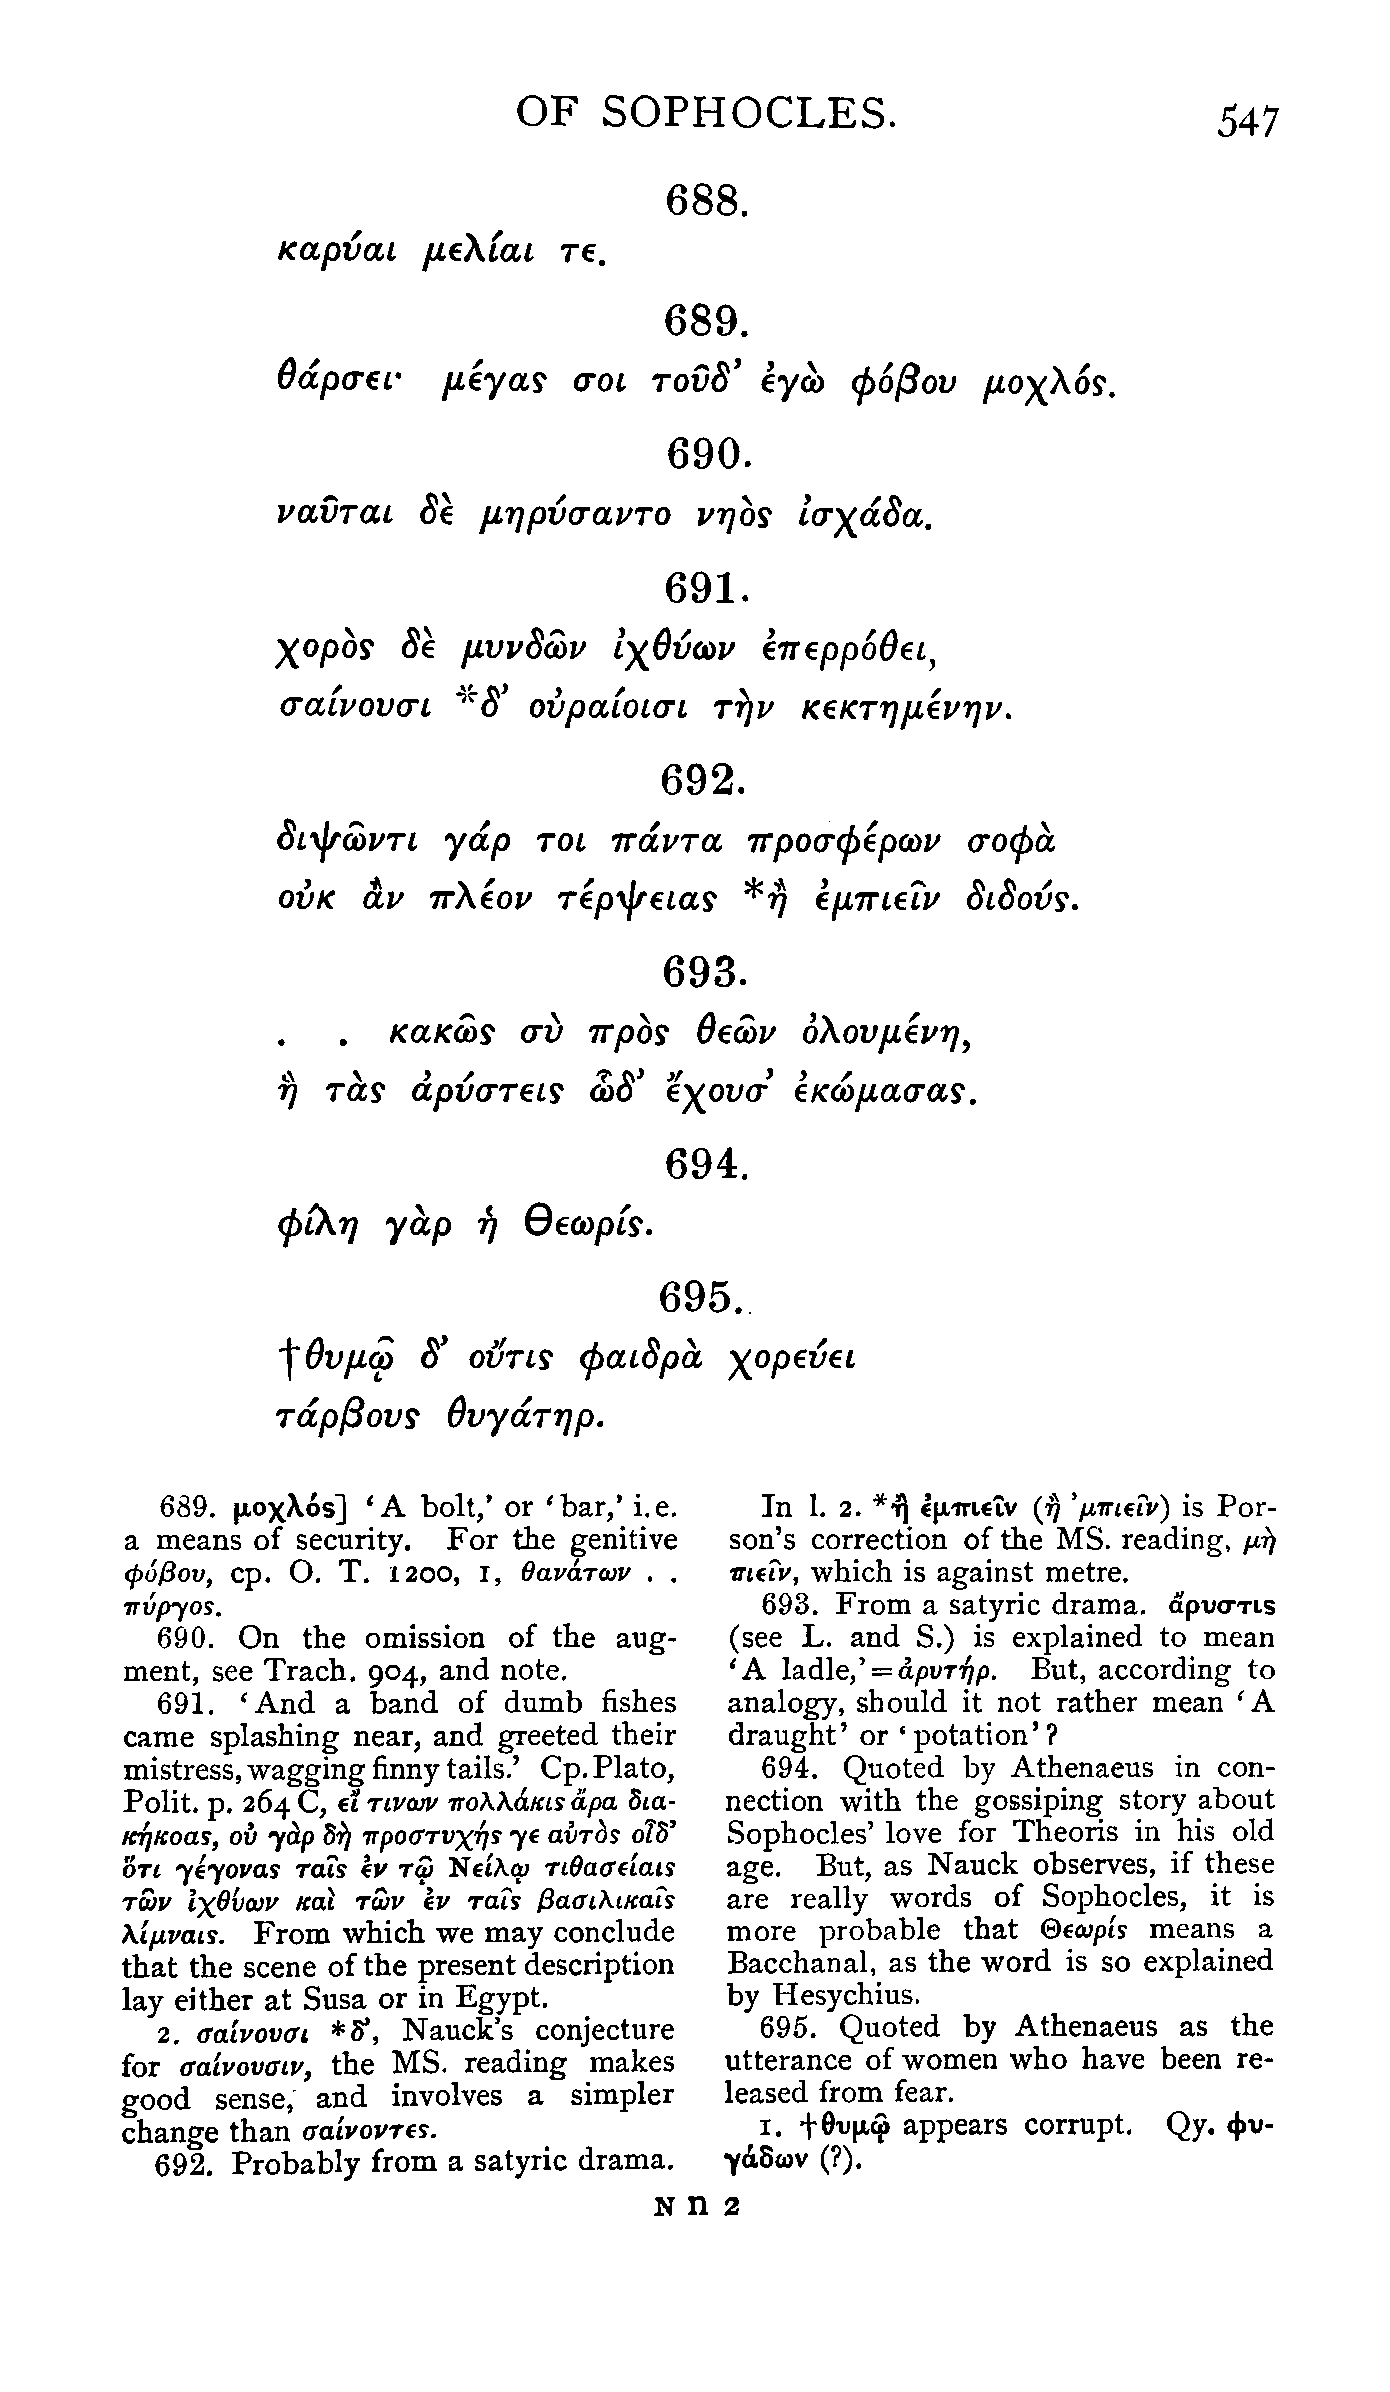 OF SOPHOCLES.
547
688.
καρύαι μελίαι τε.
689.
θάρσει· μέγας σοι τοῦδ’ ἐγὼ φόβου μοχλός.
690.
ναῦται δὲ μηρύσαντο νηὸς ἰσχάδα.
691.
χορὸς δὲ μυνδῶν ἰχθύων ἐπερρόθει,
σαίνουσι *δ’ οὐραίοισι τὴν κεκτημένην.
692.
διψῶντι γάρ τοι πάντα προσφέρων σοφὰ
οὐκ ἂν πλέον τέρψειας *ἢ ἐμπιεῖν διδούς.
693.
. . κακῶς σὺ πρὸς θεῶν ὀλουμένη,
ἢ τὰς ἀρύστεις ὧδ’ ἔχουσ’ ἐκώμασας.
694.
φίλη γὰρ ἡ Θεωρίς.
695.
†θυμῷ δ’ οὔτις φαιδρὰ χορεύει
τάρβους θυγάτηρ.
689. μοχλός] ‘A bolt,’ or ‘bar,’ i.e.
a means of security. For the genitive
φόβου, cp. O. T. 1200, 1, θανάτων . .
πύργος.
690. On the omission of the aug-
ment, see Trach. 904, and note.
691. ‘And a band of dumb fishes
came splashing near, and greeted their
mistress, wagging finny tails.’ Cp. Plato,
Polit. p. 264 C, εἴ τινων πολλάκις ἄρα δια-
κήκοας, οὐ γὰρ δὴ προστυχής γε αὐτὸς οἶδ’
ὅτι γέγονας ταῖς ἐν τῷ Νείλῳ τιθασείαις
τῶν ἰχθύων καὶ τῶν ἐν ταῖς βασιλικαῖς
λίμναις. From which we may conclude
that the scene of the present description
lay either at Susa or in Egypt.
2. σαίνουσι *δ’, Nauck’s conjecture
for σαίνουσιν, the MS. reading makes
good sense, and involves a simpler
change than σαίνοντες.
692. Probably from a satyric drama.
In l. 2. *ἢ ἐμπιεῖν (ἢ ’μπιεῖν) is Por-
son’s correction of the MS. reading, μὴ
πιεῖν, which is against metre.
693. From a satyric drama. ἄρυστις
(see L. and S.) is explained to mean
‘A ladle,’=ἀρυτήρ. But, according to
analogy, should it not rather mean ‘A
draught’ or ‘potation’?
694. Quoted by Athenaeus in con-
nection with the gossiping story about
Sophocles’ love for Theoris in his old
age. But, as Nauck observes, if these
are really words of Sophocles, it is
more probable that Θεωρίς means a
Bacchanal, as the word is so explained
by Hesychius.
695. Quoted by Athenaeus as the
utterance of women who have been re-
leased from fear.
1. †θυμῷ appears corrupt. Qy. φυ-
γάδων (?).
N n 2